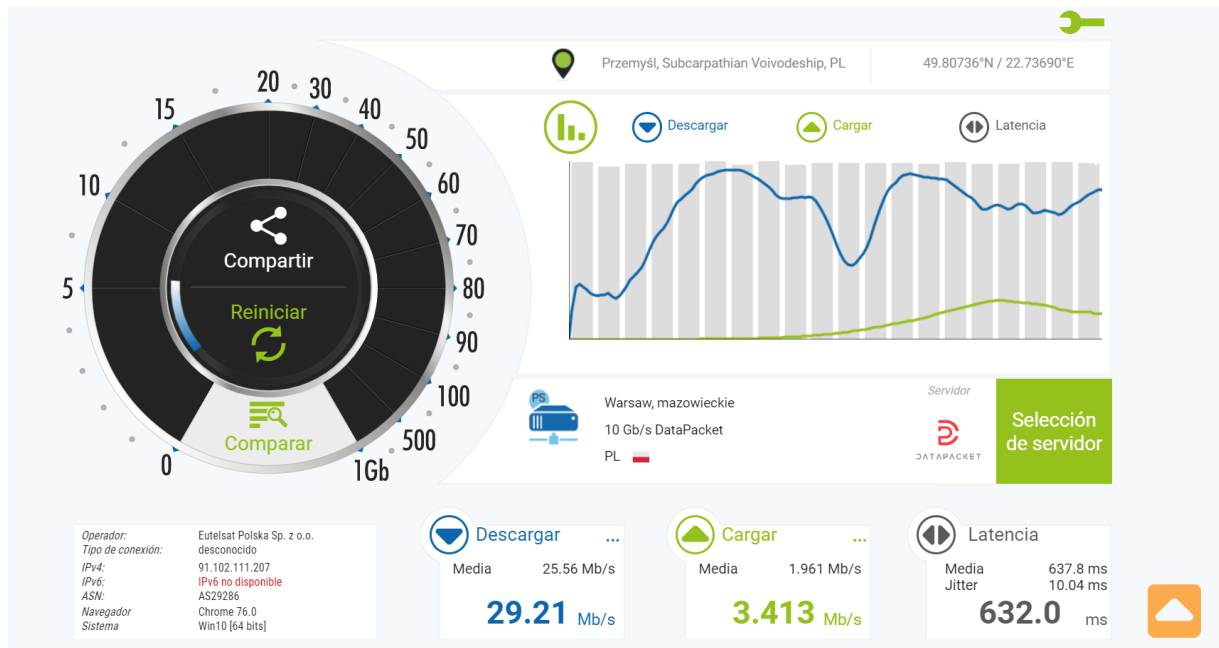 Przemyśl, Subcarpathian Voivodeship, PL
49.80736°N / 22.73690°E
Descargar
Cargar
Latencia
0
5
10
15
20
30
40
50
60
70
80
90
100
500
1Gb
Compartir
Reiniciar
Comparar
PS
Warsaw, mazowieckie
10 Gb/s DataPacket
PL
Servidor
DATAPACKET
Selección
de servidor
Operador: Eutelsat Polska Sp. z o.o.
Tipo de conexión: desconocido
IPv4: 91.102.111.207
IPv6: IPv6 no disponible
ASN: AS29286
Navegador Chrome 76.0
Sistema Win10 [64 bits]
Descargar ...
Media 25.56 Mb/s
29.21 Mb/s
Cargar ...
Media 1.961 Mb/s
3.413 Mb/s
Latencia
Media 637.8 ms
Jitter 10.04 ms
632.0 ms